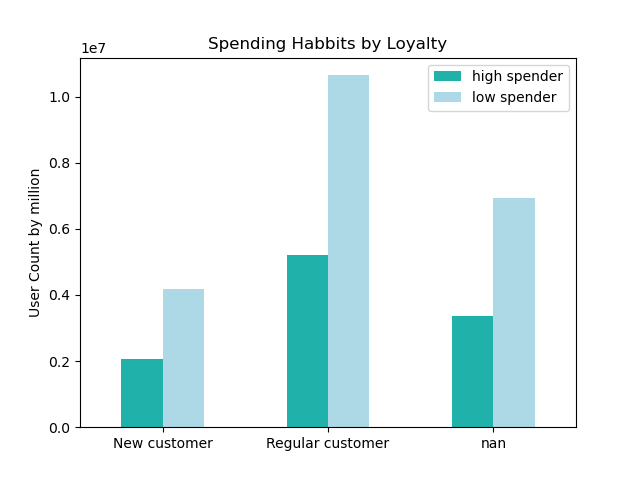 Spending Habbits by Loyalty
1e7
high spender
low spender
User Count by million
1.0
0.8
0.6
0.4
0.2
0.0
New customer
Regular customer
nan